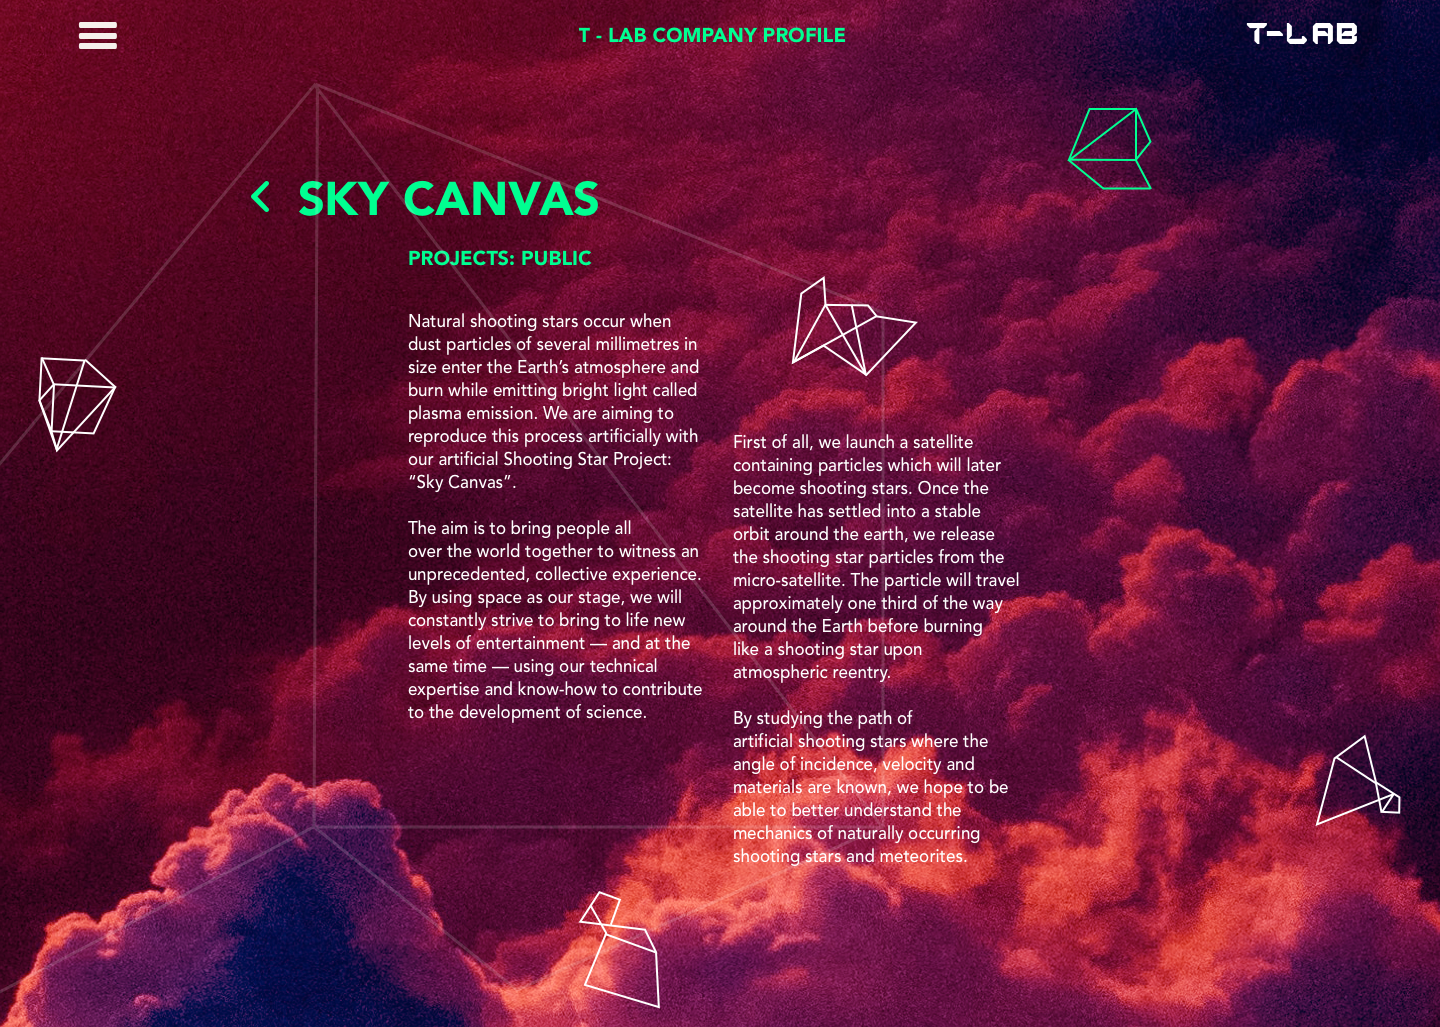 T - LAB COMPANY PROFILE
T-LAB
SKY CANVAS
PROJECTS: PUBLIC
Natural shooting stars occur when
dust particles of several millimetres in
size enter the Earth’s atmosphere and
burn while emitting bright light called
plasma emission. We are aiming to
reproduce this process artificially with
our artificial Shooting Star Project:
“Sky Canvas”.
The aim is to bring people all
over the world together to witness an
unprecedented, collective experience.
By using space as our stage, we will
constantly strive to bring to life new
levels of entertainment — and at the
same time — using our technical
expertise and know-how to contribute
to the development of science.
First of all, we launch a satellite
containing particles which will later
become shooting stars. Once the
satellite has settled into a stable
orbit around the earth, we release
the shooting star particles from the
micro-satellite. The particle will travel
approximately one third of the way
around the Earth before burning
like a shooting star upon
atmospheric reentry.
By studying the path of
artificial shooting stars where the
angle of incidence, velocity and
materials are known, we hope to be
able to better understand the
mechanics of naturally occurring
shooting stars and meteorites.